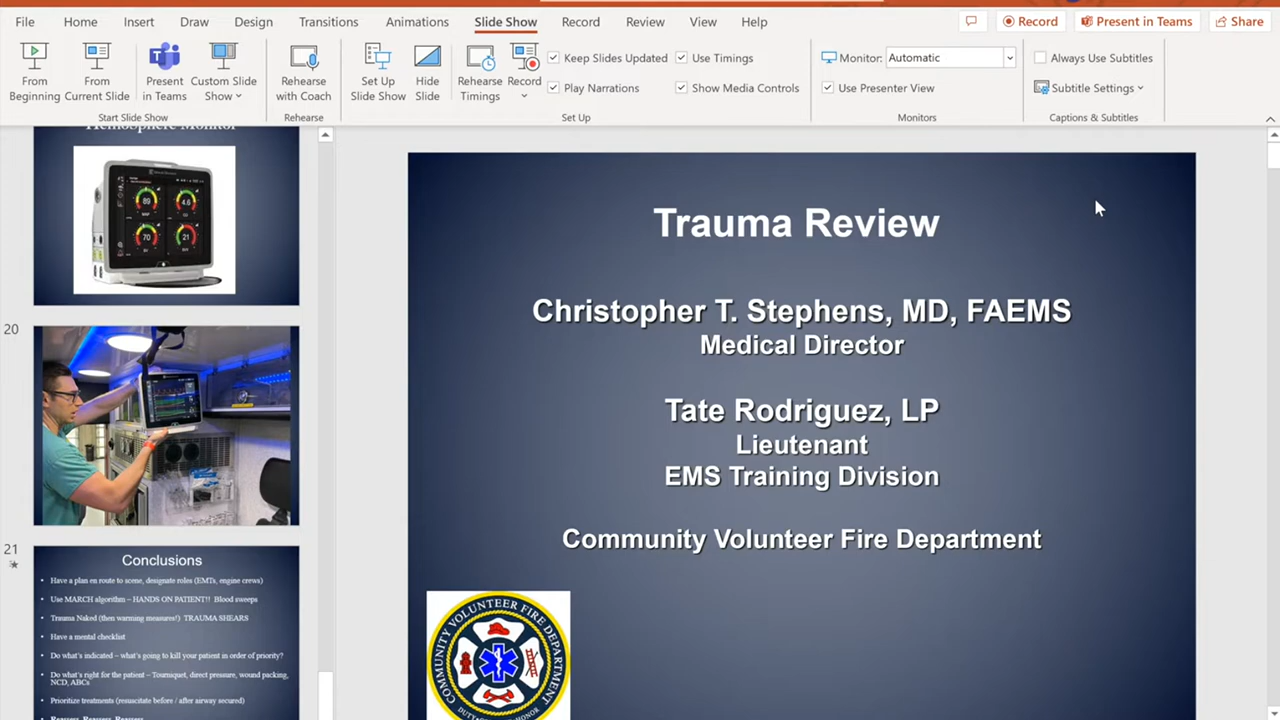 File Home Insert Draw Design Transitions Animations Slide Show Record Review View Help Record Present in Teams Share
From Beginning
From Current Slide
Present in Teams
Custom Slide Show
Rehearse with Coach
Set Up Slide Show
Hide Slide
Rehearse Timings
Record
Keep Slides Updated
Play Narrations
Use Timings
Show Media Controls
Monitor: Automatic
Use Presenter View
Always Use Subtitles
Subtitle Settings
Start Slide Show Rehearse Set Up Monitors Captions & Subtitles
Hemosphere Monitor
89 4.6
70 21
20
21
Conclusions
• Have a plan en route to scene, designate roles (EMTs, engine crews)
• Use MARCH algorithm – HANDS ON PATIENT!! Blood sweeps
• Trauma Naked (then warming measures!) TRAUMA SHEARS
• Have a mental checklist
• Do what's indicated – what's going to kill your patient in order of priority?
• Do what's right for the patient – Tourniquet, direct pressure, wound packing,
NCD, ABCs
• Prioritize treatments (resuscitate before / after airway secured)
Trauma Review
Christopher T. Stephens, MD, FAEMS
Medical Director
Tate Rodriguez, LP
Lieutenant
EMS Training Division
Community Volunteer Fire Department
COMMUNITY VOLUNTEER FIRE DEPARTMENT